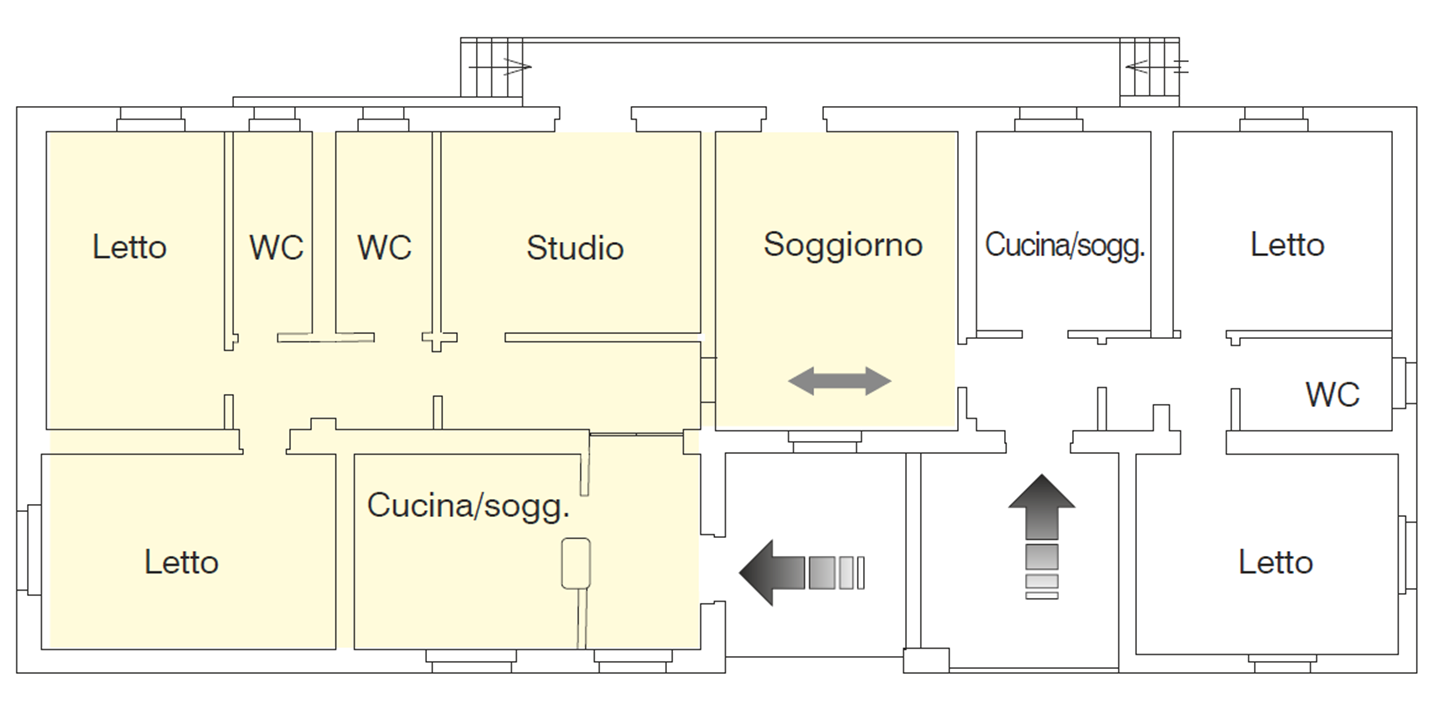 Letto
WC
WC
Studio
Soggiorno
Cucina/sogg.
Letto
WC
Cucina/sogg.
Letto
Letto